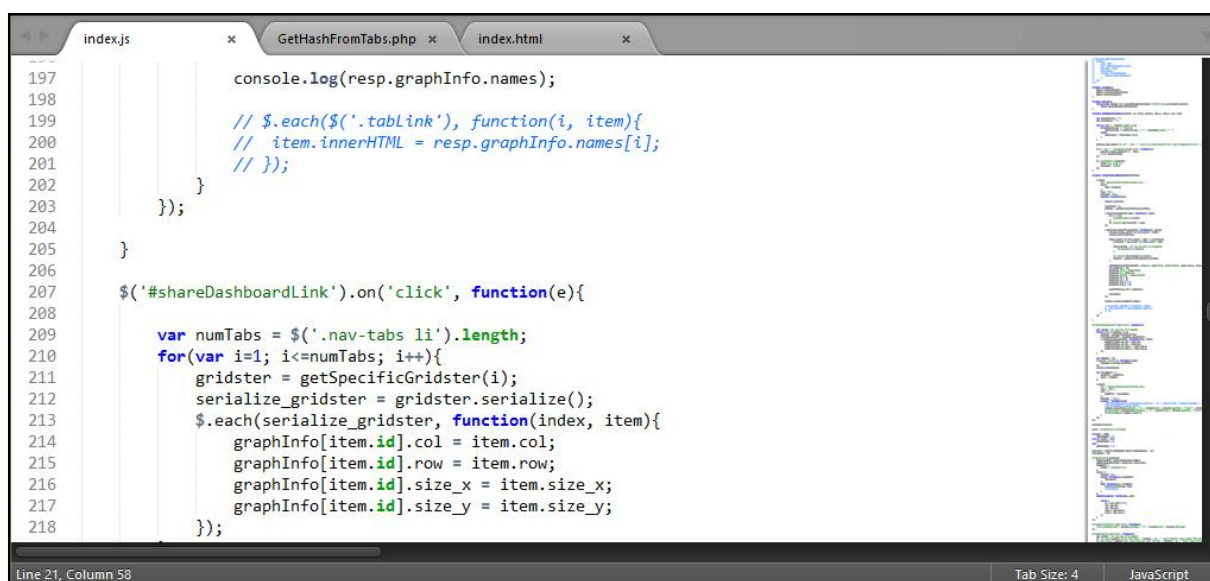 index.js × GetHashFromTabs.php × index.html ×
197 console.log(resp.graphInfo.names);
198
199 // $.each($('.tabLink'), function(i, item){
200 //  item.innerHTML = resp.graphInfo.names[i];
201 // });
202 }
203 });
204
205 }
206
207 $('#shareDashboardLink').on('click', function(e){
208
209 var numTabs = $('.nav-tabs li').length;
210 for(var i=1; i<=numTabs; i++){
211 gridster = getSpecificGridster(i);
212 serialize_gridster = gridster.serialize();
213 $.each(serialize_gridster, function(index, item){
214 graphInfo[item.id].col = item.col;
215 graphInfo[item.id].row = item.row;
216 graphInfo[item.id].size_x = item.size_x;
217 graphInfo[item.id].size_y = item.size_y;
218 });
Line 21, Column 58 Tab Size: 4 JavaScript